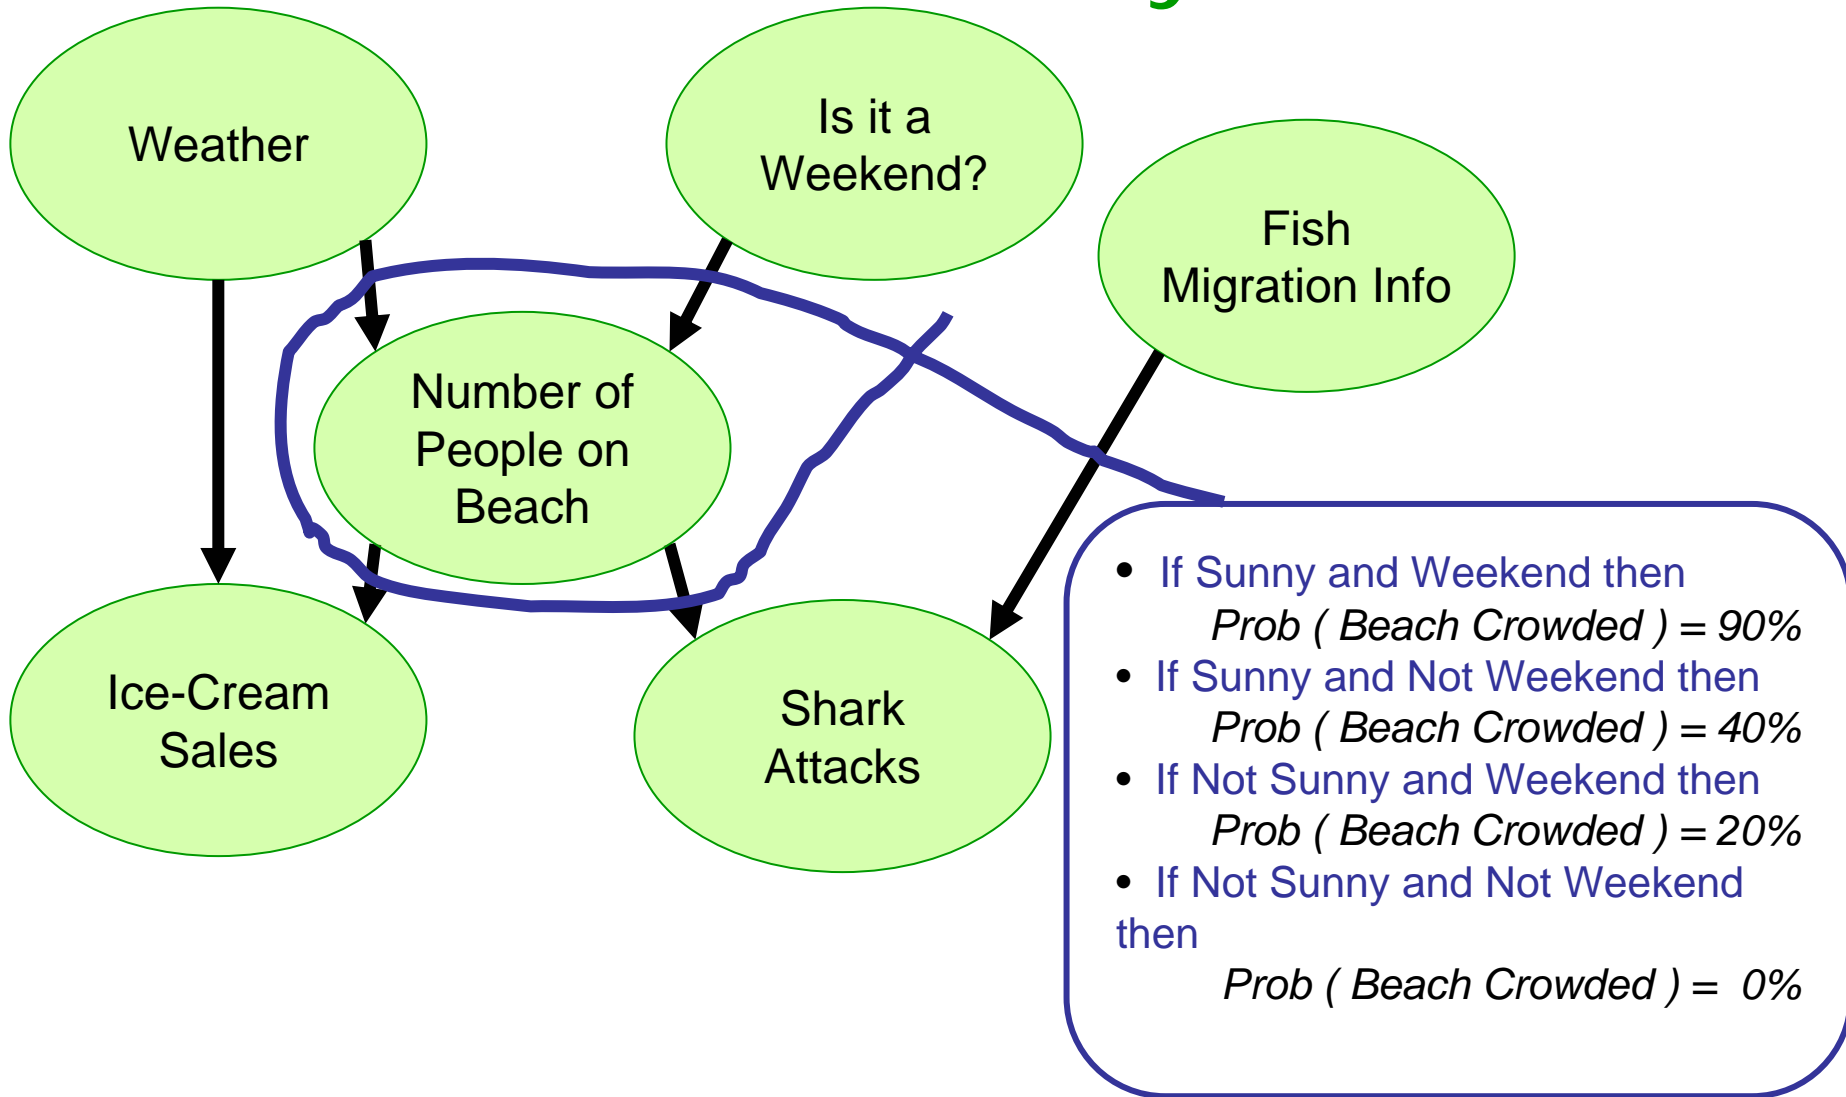 Weather
Is it a
Weekend?
Fish
Migration Info
Number of
People on
Beach
Ice-Cream
Sales
Shark
Attacks
• If Sunny and Weekend then
Prob ( Beach Crowded ) = 90%
• If Sunny and Not Weekend then
Prob ( Beach Crowded ) = 40%
• If Not Sunny and Weekend then
Prob ( Beach Crowded ) = 20%
• If Not Sunny and Not Weekend
then
Prob ( Beach Crowded ) = 0%